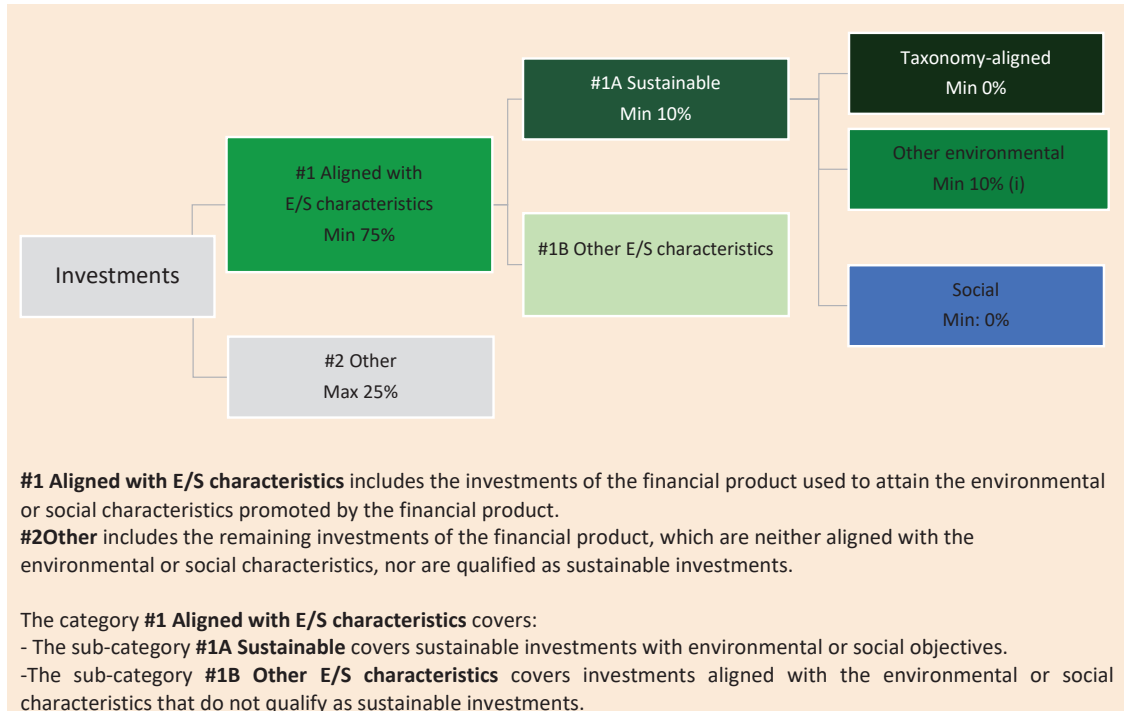 Taxonomy-aligned
Min 0%
#1A Sustainable
Min 10%
Other environmental
Min 10% (i)
#1 Aligned with
E/S characteristics
Min 75%
#1B Other E/S characteristics
Investments
Social
Min: 0%
#2 Other
Max 25%
#1 Aligned with E/S characteristics includes the investments of the financial product used to attain the environmental
or social characteristics promoted by the financial product.
#2Other includes the remaining investments of the financial product, which are neither aligned with the
environmental or social characteristics, nor are qualified as sustainable investments.
The category #1 Aligned with E/S characteristics covers:
- The sub-category #1A Sustainable covers sustainable investments with environmental or social objectives.
-The sub-category #1B Other E/S characteristics covers investments aligned with the environmental or social
characteristics that do not qualify as sustainable investments.